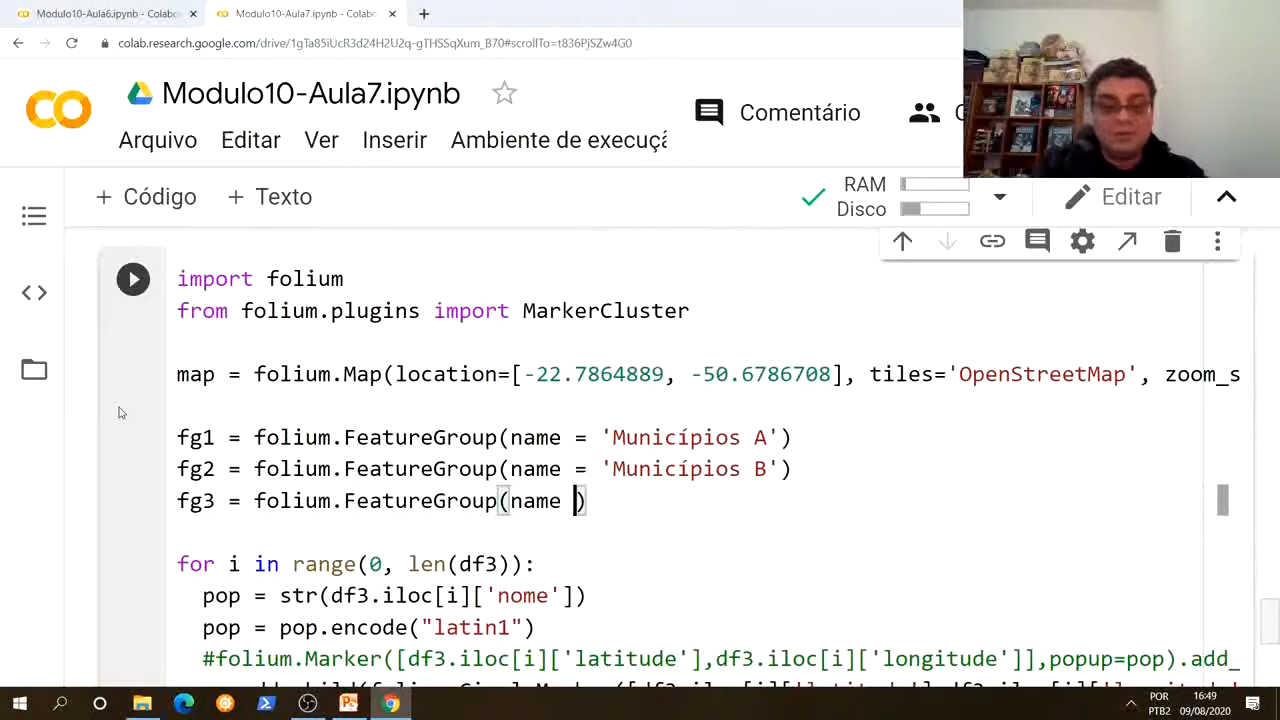 Modulo10-Aula6.ipynb - Colabo
Modulo10-Aula7.ipynb - Colabo
colab.research.google.com/drive/1gTa85iUcR3d24H2U2q-gTHSSqXum_B70#scrollTo=t836PjSZw4G0
Modulo10-Aula7.ipynb
Comentário
Arquivo Editar Ver Inserir Ambiente de execuçã
+ Código + Texto
RAM
Disco
Editar
import folium
from folium.plugins import MarkerCluster
map = folium.Map(location=[-22.7864889, -50.6786708], tiles='OpenStreetMap', zoom_s
fg1 = folium.FeatureGroup(name = 'Municípios A')
fg2 = folium.FeatureGroup(name = 'Municípios B')
fg3 = folium.FeatureGroup(name )
for i in range(0, len(df3)):
pop = str(df3.iloc[i]['nome'])
pop = pop.encode("latin1")
#folium.Marker([df3.iloc[i]['latitude'],df3.iloc[i]['longitude']],popup=pop).add_
POR
PTB2
16:49
09/08/2020